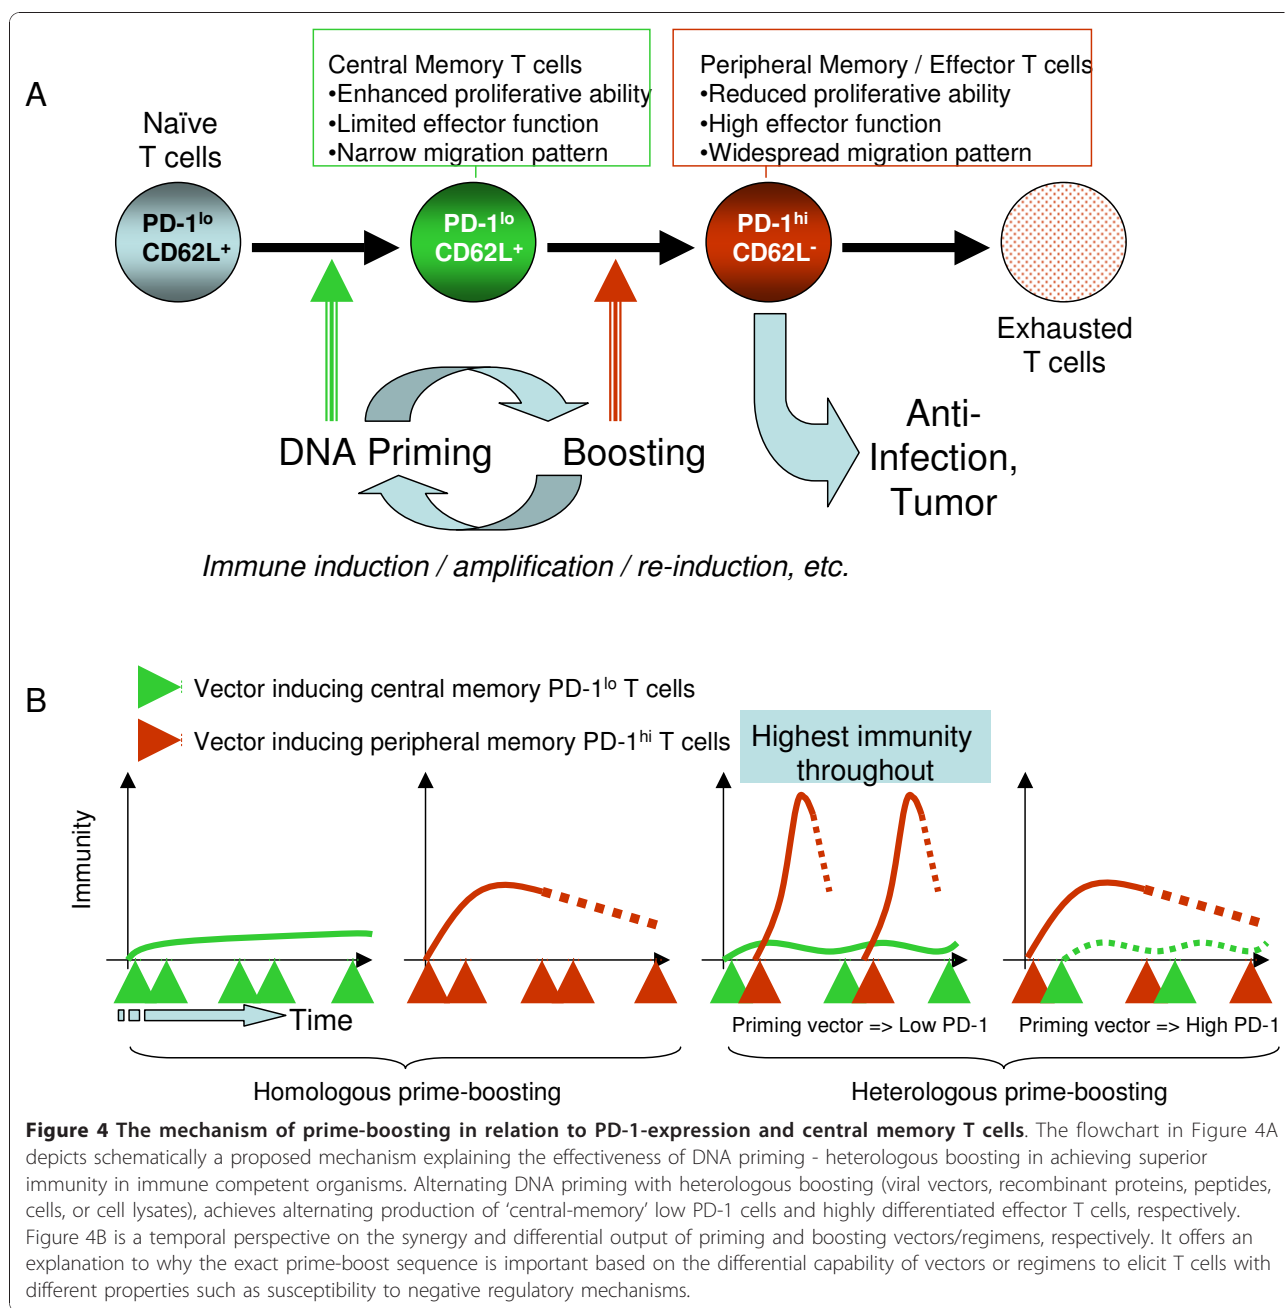 A
Naïve
T cells
Central Memory T cells
•Enhanced proliferative ability
•Limited effector function
•Narrow migration pattern
Peripheral Memory / Effector T cells
•Reduced proliferative ability
•High effector function
•Widespread migration pattern
PD-1lo
CD62L+
PD-1lo
CD62L+
PD-1hi
CD62L-
Exhausted
T cells
DNA Priming
Boosting
Anti-
Infection,
Tumor
Immune induction / amplification / re-induction, etc.
B
Vector inducing central memory PD-1lo T cells
Vector inducing peripheral memory PD-1hi T cells
Highest immunity
throughout
Immunity
Time
Priming vector => Low PD-1
Priming vector => High PD-1
Homologous prime-boosting
Heterologous prime-boosting
Figure 4 The mechanism of prime-boosting in relation to PD-1-expression and central memory T cells. The flowchart in Figure 4A
depicts schematically a proposed mechanism explaining the effectiveness of DNA priming - heterologous boosting in achieving superior
immunity in immune competent organisms. Alternating DNA priming with heterologous boosting (viral vectors, recombinant proteins, peptides,
cells, or cell lysates), achieves alternating production of 'central-memory' low PD-1 cells and highly differentiated effector T cells, respectively.
Figure 4B is a temporal perspective on the synergy and differential output of priming and boosting vectors/regimens, respectively. It offers an
explanation to why the exact prime-boost sequence is important based on the differential capability of vectors or regimens to elicit T cells with
different properties such as susceptibility to negative regulatory mechanisms.